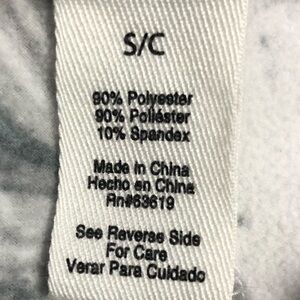 S/C
90% Polyester
90% Poliéster
10% Spandex
Made in China
Hecho en China
Rn#63619
See Reverse Side
For Care
Verar Para Cuidado